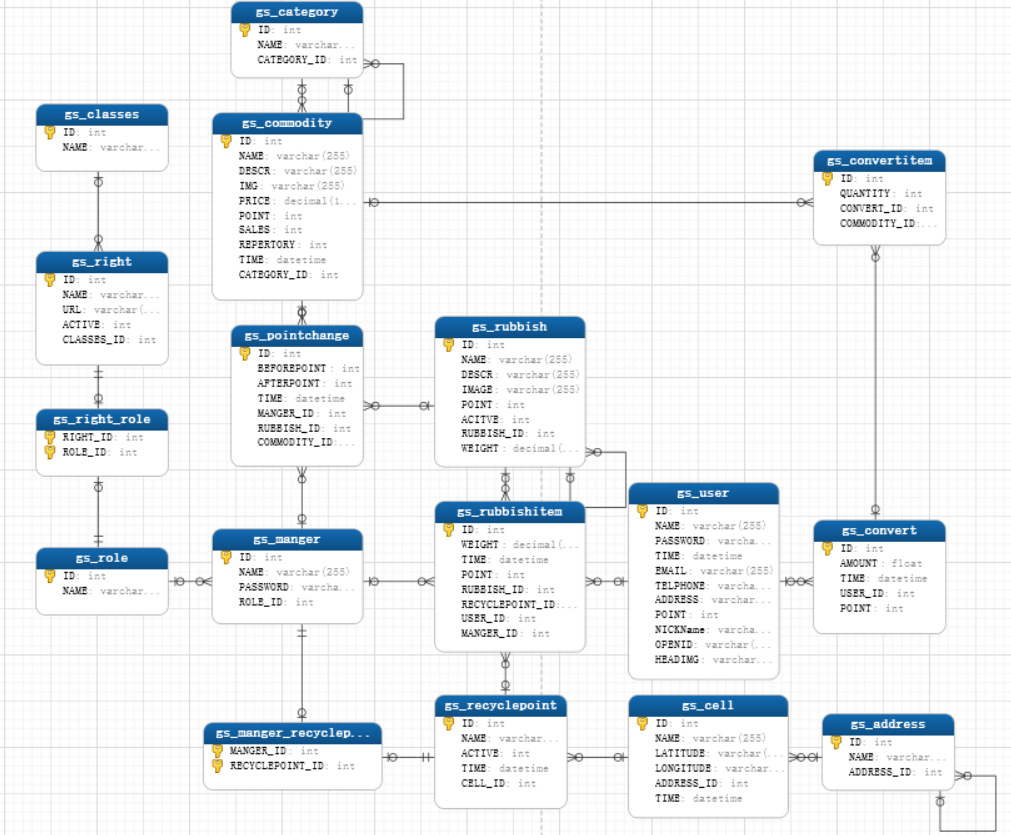 gs_category
ID: int
NAME: varchar...
CATEGORY_ID: int
gs_classes
ID: int
NAME: varchar...
gs_commodity
ID: int
NAME: varchar(255)
DESCR: varchar(255)
IMG: varchar(255)
PRICE: decimal(1...
POINT: int
SALES: int
REPERTORY: int
TIME: datetime
CATEGORY_ID: int
gs_convertitem
ID: int
QUANTITY: int
CONVERT_ID: int
COMMODITY_ID:...
gs_right
ID: int
NAME: varchar...
URL: varchar(...
ACTIVE: int
CLASSES_ID: int
gs_pointchange
ID: int
BEFOREPOINT: int
AFTERPOINT: int
TIME: datetime
MANGER_ID: int
RUBBISH_ID: int
COMMODITY_ID:...
gs_rubbish
ID: int
NAME: varchar(255)
DESCR: varchar(255)
IMAGE: varchar(255)
POINT: int
ACITVE: int
RUBBISH_ID: int
WEIGHT: decimal(...
gs_right_role
RIGHT_ID: int
ROLE_ID: int
gs_role
ID: int
NAME: varchar...
gs_manger
ID: int
NAME: varchar(255)
PASSWORD: varcha...
ROLE_ID: int
gs_rubbishitem
ID: int
WEIGHT: decimal(...
TIME: datetime
POINT: int
RUBBISH_ID: int
RECYCLEPOINT_ID:...
USER_ID: int
MANGER_ID: int
gs_user
ID: int
NAME: varchar(255)
PASSWORD: varcha...
TIME: datetime
EMAIL: varchar(255)
TELPHONE: varcha...
ADDRESS: varchar...
POINT: int
NICKName: varcha...
OPENID: varchar(...
HEADIMG: varchar...
gs_convert
ID: int
AMOUNT: float
TIME: datetime
USER_ID: int
POINT: int
gs_manger_recyclep...
MANGER_ID: int
RECYCLEPOINT_ID: int
gs_recyclepoint
ID: int
NAME: varchar...
ACTIVE: int
TIME: datetime
CELL_ID: int
gs_cell
ID: int
NAME: varchar(255)
LATITUDE: varchar(...
LONGITUDE: varchar...
ADDRESS_ID: int
TIME: datetime
gs_address
ID: int
NAME: varchar...
ADDRESS_ID: int